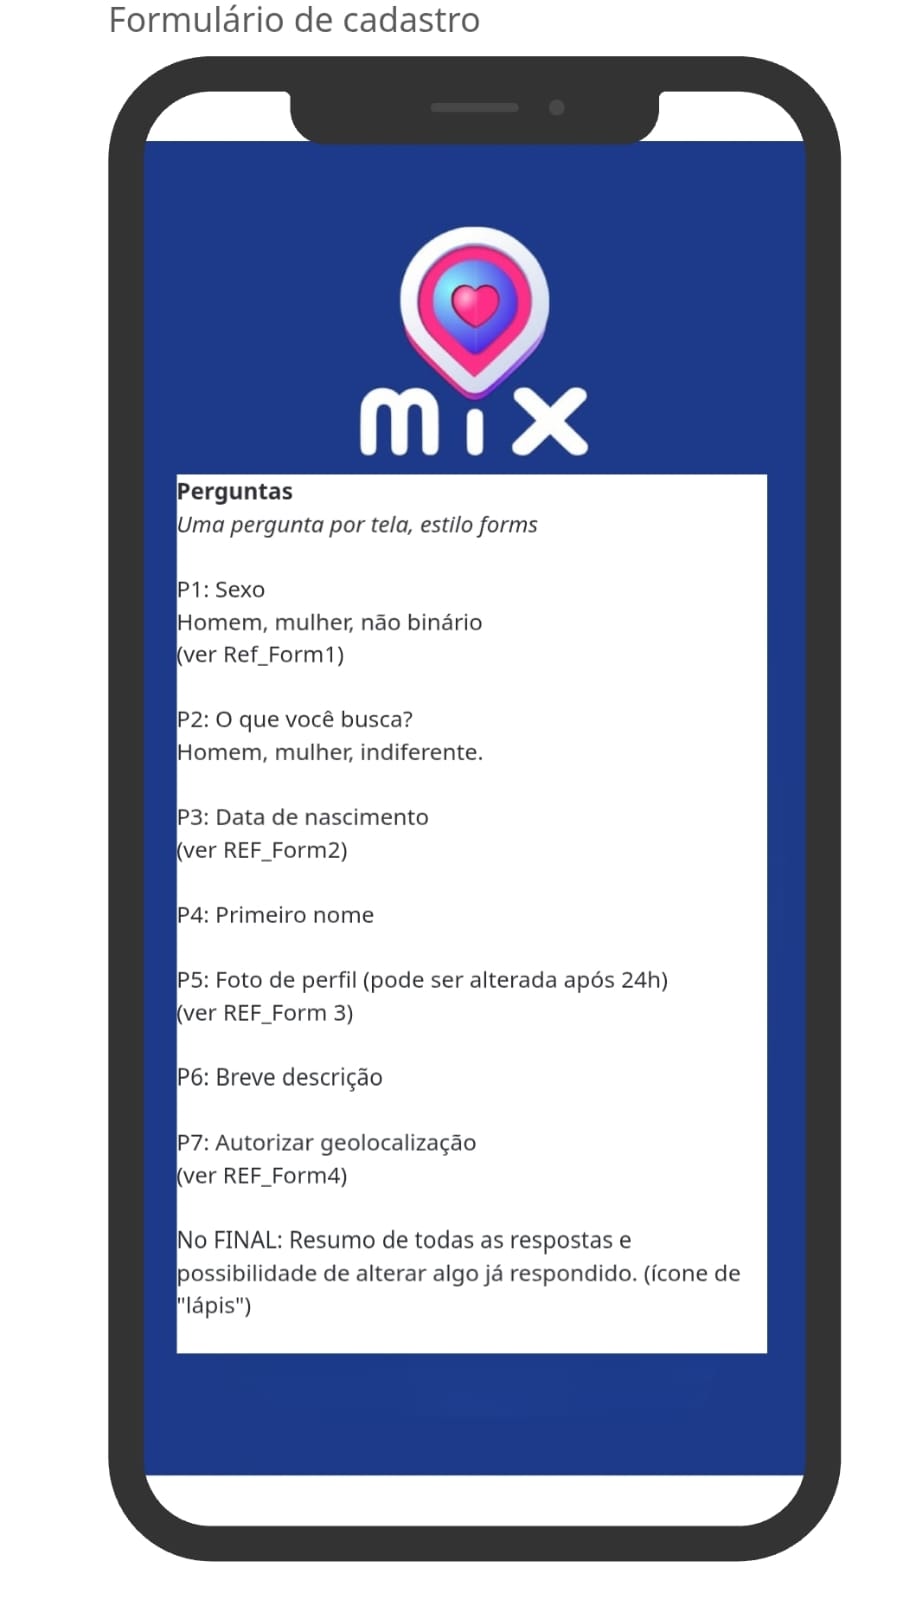 Formulário de cadastro
mix
Perguntas
Uma pergunta por tela, estilo forms
P1: Sexo
Homem, mulher, não binário
(ver Ref_Form1)
P2: O que você busca?
Homem, mulher, indiferente.
P3: Data de nascimento
(ver REF_Form2)
P4: Primeiro nome
P5: Foto de perfil (pode ser alterada após 24h)
(ver REF_Form 3)
P6: Breve descrição
P7: Autorizar geolocalização
(ver REF_Form4)
No FINAL: Resumo de todas as respostas e
possibilidade de alterar algo já respondido. (ícone de
"lápis")